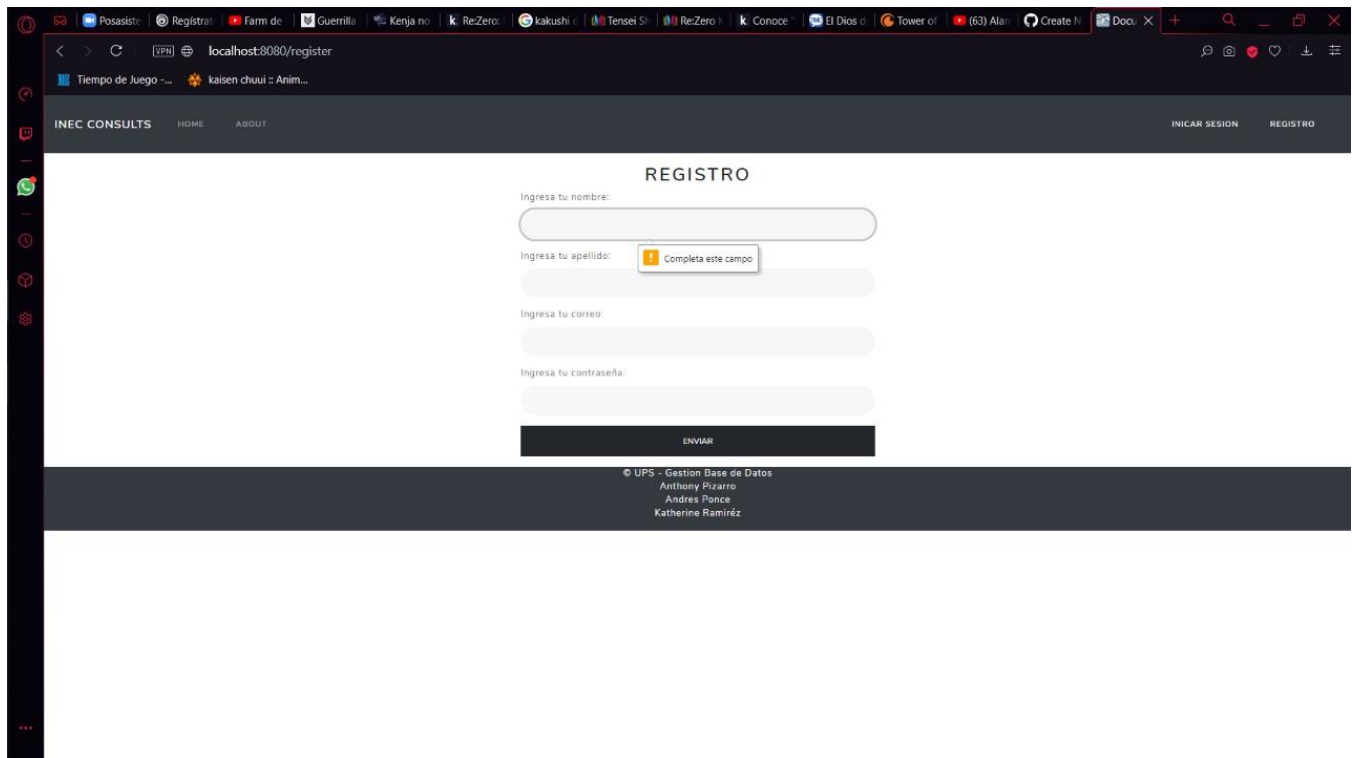 Posasiste
Regístrat
Farm de
Guerrilla
Kenja no
k. Re:Zero:
kakushi d
Tensei Sh
Re:Zero K
k. Conoce
El Dios d
Tower of
(63) Alan
Create N
Docu
VPN localhost:8080/register
Tiempo de Juego -... kaisen chuui :: Anim...
INEC CONSULTS HOME ABOUT INICAR SESION REGISTRO
REGISTRO
Ingresa tu nombre:
Completa este campo
Ingresa tu apellido:
Ingresa tu correo:
Ingresa tu contraseña:
ENVIAR
© UPS - Gestion Base de Datos
Anthony Pizarro
Andres Ponce
Katherine Ramiréz